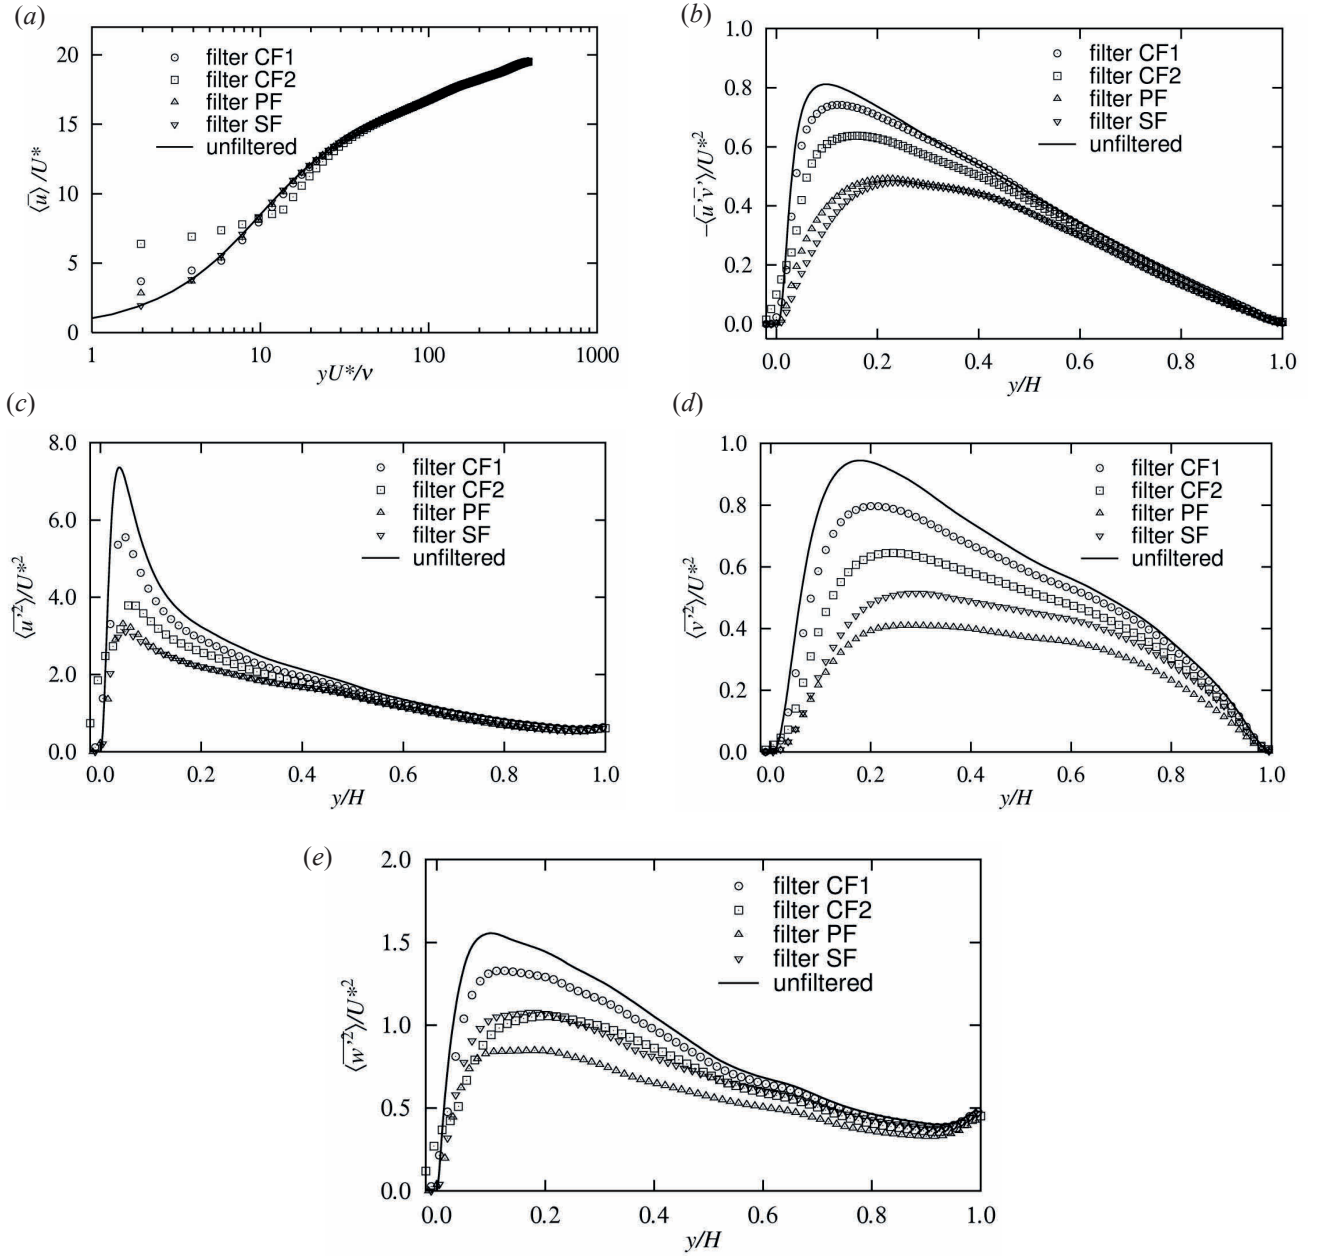 (a)
20
15
10
5
0
⟨u̅⟩/U*
filter CF1
filter CF2
filter PF
filter SF
unfiltered
1 10 100 1000
yU*/ν
(b)
1.0
0.8
0.6
0.4
0.2
0.0
–⟨u̅'v̅'⟩/U*²
filter CF1
filter CF2
filter PF
filter SF
unfiltered
0.0 0.2 0.4 0.6 0.8 1.0
y/H
(c)
8.0
6.0
4.0
2.0
0.0
⟨u̅'²⟩/U*²
filter CF1
filter CF2
filter PF
filter SF
unfiltered
0.0 0.2 0.4 0.6 0.8 1.0
y/H
(d)
1.0
0.8
0.6
0.4
0.2
0.0
⟨v̅'²⟩/U*²
filter CF1
filter CF2
filter PF
filter SF
unfiltered
0.0 0.2 0.4 0.6 0.8 1.0
y/H
(e)
2.0
1.5
1.0
0.5
0.0
⟨w̅'²⟩/U*²
filter CF1
filter CF2
filter PF
filter SF
unfiltered
0.0 0.2 0.4 0.6 0.8 1.0
y/H